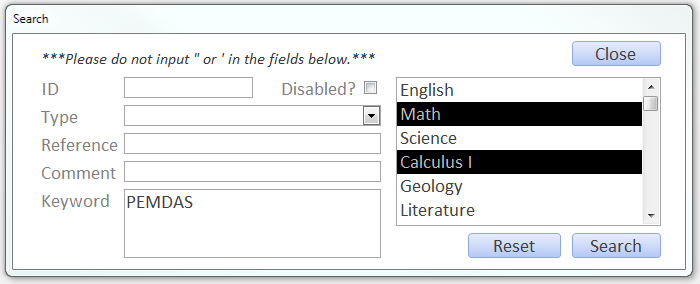 Search
***Please do not input " or ' in the fields below.***
Close
ID
Disabled?
Type
Reference
Comment
Keyword
PEMDAS
English
Math
Science
Calculus I
Geology
Literature
Reset
Search